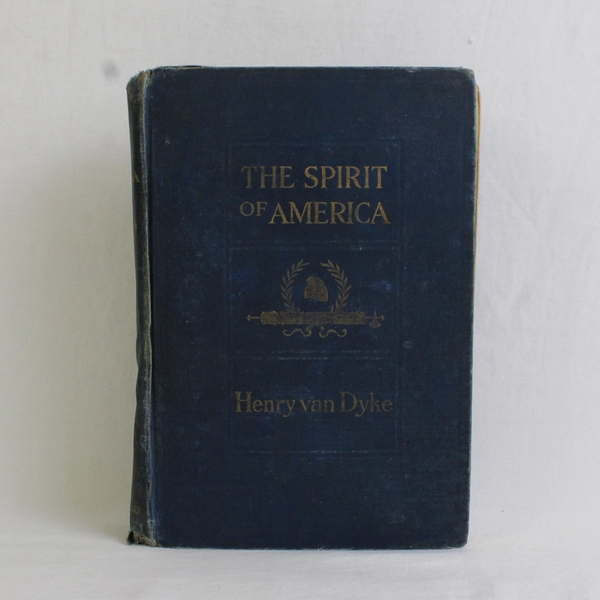 THE SPIRIT
OF AMERICA
Henry van Dyke